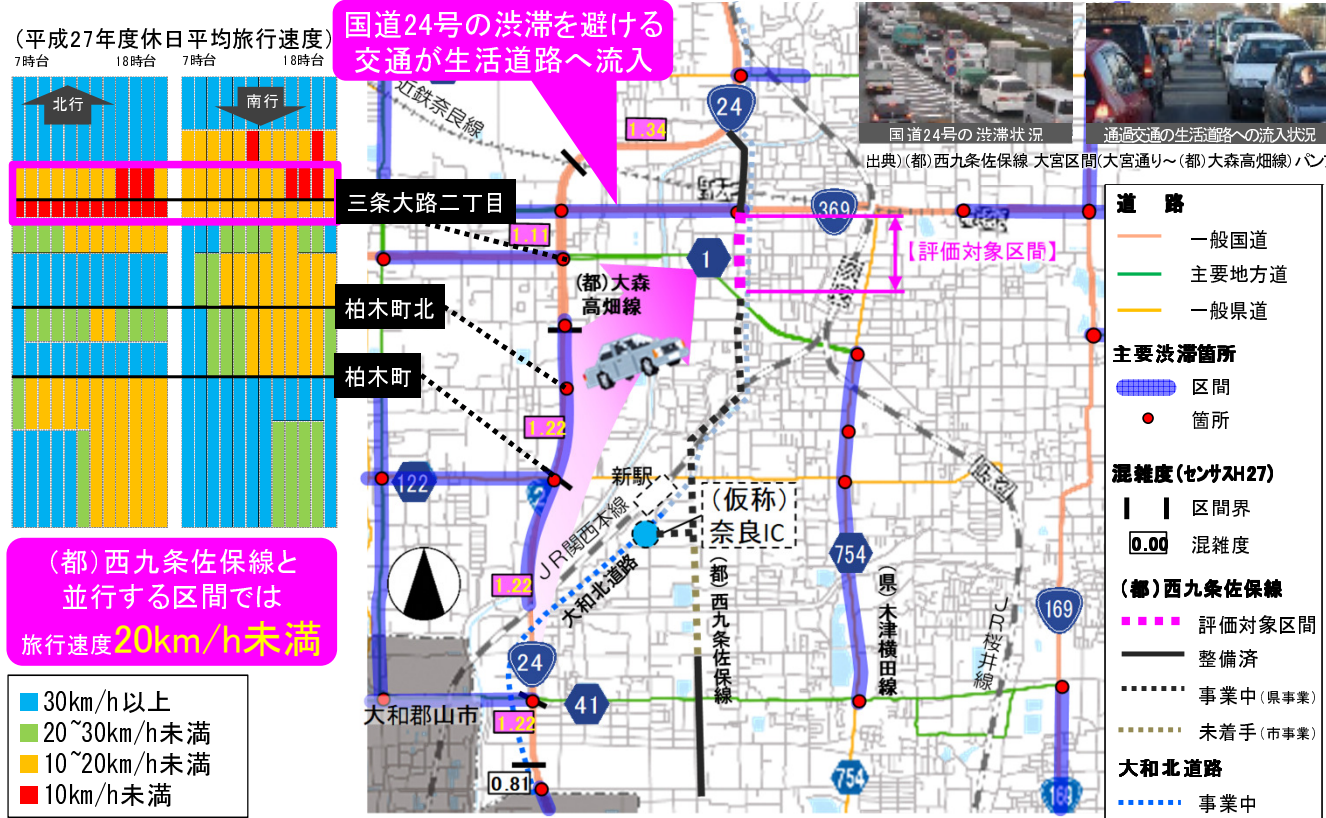 (平成27年度休日平均旅行速度)
7時台 18時台 7時台 18時台
北行
南行
国道24号の渋滞を避ける
交通が生活道路へ流入
国道24号の渋滞状況
通過交通の生活道路への流入状況
出典)(都)西九条佐保線 大宮区間(大宮通り~(都)大森高畑線)パンフ
近鉄奈良線
24
1.34
369
三条大路二丁目
1.11
1
【評価対象区間】
(都)大森
高畑線
柏木町北
柏木町
1.22
122
新駅
(仮称)
奈良IC
JR関西本線
大和北道路
1.22
754
(都)西九条佐保線
(県)木津横田線
JR桜井線
169
24
41
大和郡山市
1.22
0.81
754
169
(都)西九条佐保線と
並行する区間では
旅行速度20km/h未満
30km/h以上
20~30km/h未満
10~20km/h未満
10km/h未満
道 路
一般国道
主要地方道
一般県道
主要渋滞箇所
区間
箇所
混雑度(センサスH27)
区間界
0.00 混雑度
(都)西九条佐保線
評価対象区間
整備済
事業中(県事業)
未着手(市事業)
大和北道路
事業中